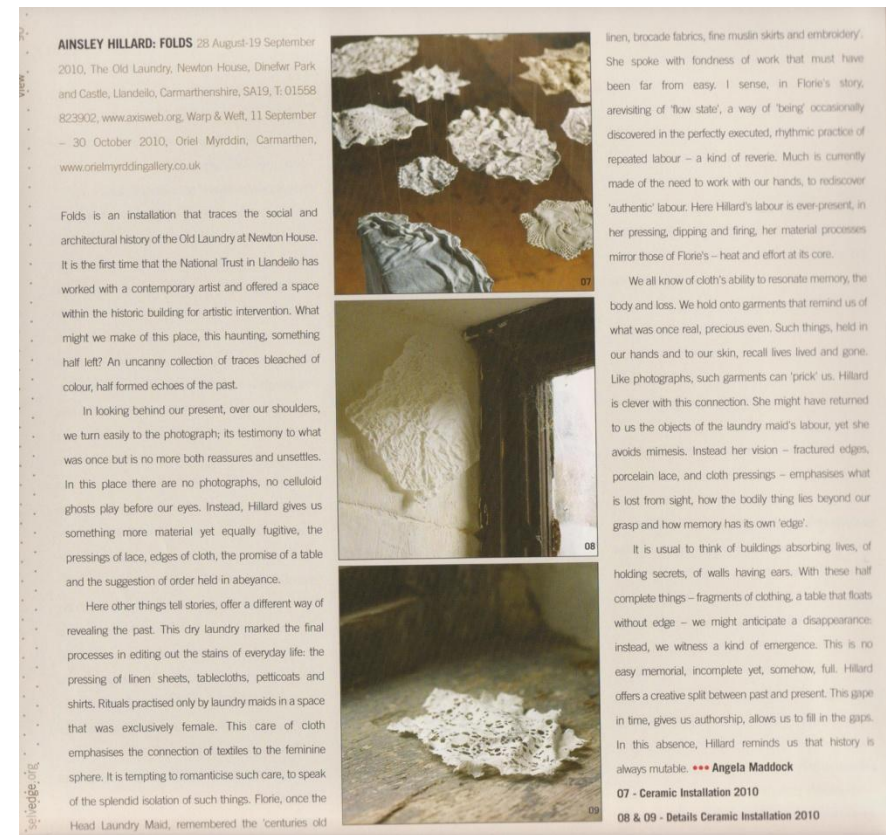 AINSLEY HILLARD: FOLDS 28 August-19 September
2010, The Old Laundry, Newton House, Dinefwr Park
and Castle, Llandeilo, Carmarthenshire, SA19, T: 01558
823902, www.axisweb.org, Warp & Weft, 11 September
– 30 October 2010, Oriel Myrddin, Carmarthen,
www.orielmyrddingallery.co.uk
Folds is an installation that traces the social and
architectural history of the Old Laundry at Newton House.
It is the first time that the National Trust in Llandeilo has
worked with a contemporary artist and offered a space
within the historic building for artistic intervention. What
might we make of this place, this haunting, something
half left? An uncanny collection of traces bleached of
colour, half formed echoes of the past.
In looking behind our present, over our shoulders,
we turn easily to the photograph; its testimony to what
was once but is no more both reassures and unsettles.
In this place there are no photographs, no celluloid
ghosts play before our eyes. Instead, Hillard gives us
something more material yet equally fugitive, the
pressings of lace, edges of cloth, the promise of a table
and the suggestion of order held in abeyance.
Here other things tell stories, offer a different way of
revealing the past. This dry laundry marked the final
processes in editing out the stains of everyday life: the
pressing of linen sheets, tablecloths, petticoats and
shirts. Rituals practised only by laundry maids in a space
that was exclusively female. This care of cloth
emphasises the connection of textiles to the feminine
sphere. It is tempting to romanticise such care, to speak
of the splendid isolation of such things. Florie, once the
Head Laundry Maid, remembered the 'centuries old
linen, brocade fabrics, fine muslin skirts and embroidery'.
She spoke with fondness of work that must have
been far from easy. I sense, in Florie's story,
arevisiting of 'flow state', a way of 'being' occasionally
discovered in the perfectly executed, rhythmic practice of
repeated labour – a kind of reverie. Much is currently
made of the need to work with our hands, to rediscover
'authentic' labour. Here Hillard's labour is ever-present, in
her pressing, dipping and firing, her material processes
mirror those of Florie's – heat and effort at its core.
We all know of cloth's ability to resonate memory, the
body and loss. We hold onto garments that remind us of
what was once real, precious even. Such things, held in
our hands and to our skin, recall lives lived and gone.
Like photographs, such garments can 'prick' us. Hillard
is clever with this connection. She might have returned
to us the objects of the laundry maid's labour, yet she
avoids mimesis. Instead her vision – fractured edges,
porcelain lace, and cloth pressings – emphasises what
is lost from sight, how the bodily thing lies beyond our
grasp and how memory has its own 'edge'.
It is usual to think of buildings absorbing lives, of
holding secrets, of walls having ears. With these half
complete things – fragments of clothing, a table that floats
without edge – we might anticipate a disappearance:
instead, we witness a kind of emergence. This is no
easy memorial, incomplete yet, somehow, full. Hillard
offers a creative split between past and present. This gape
in time, gives us authorship, allows us to fill in the gaps.
In this absence, Hillard reminds us that history is
always mutable. ••• Angela Maddock
07 - Ceramic Installation 2010
08 & 09 - Details Ceramic Installation 2010
07
08
09
view
selvedge.org